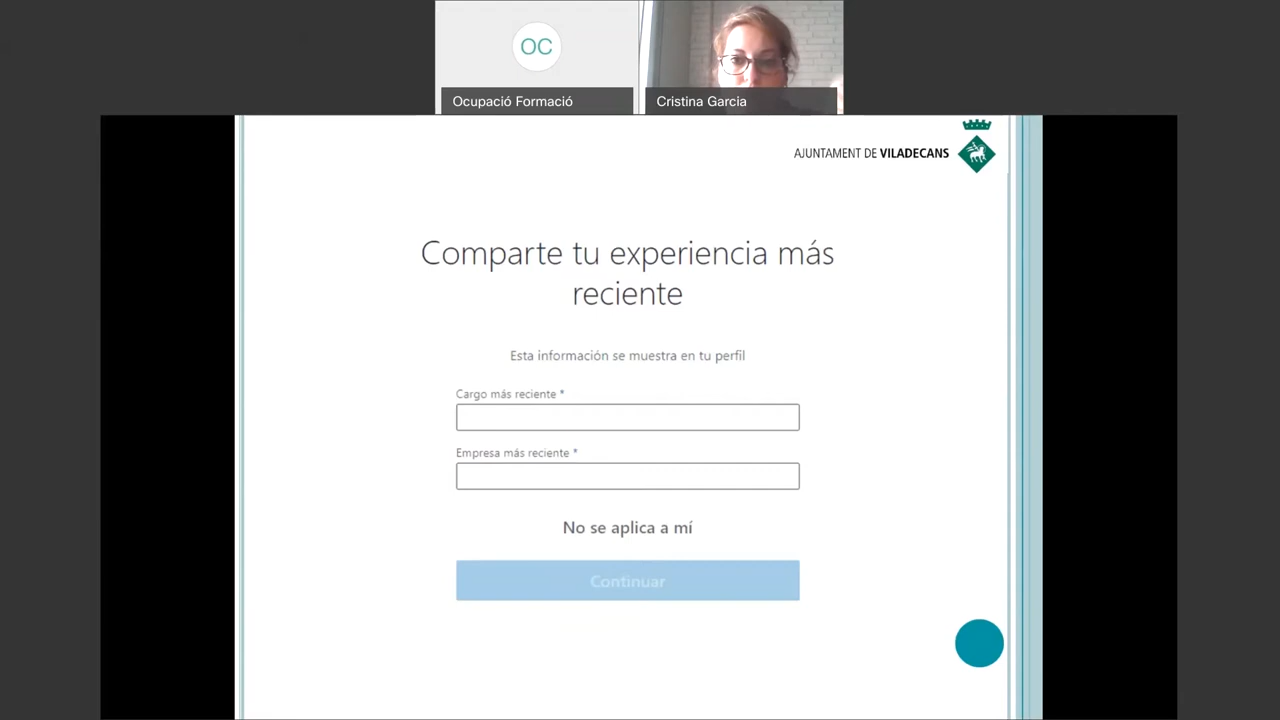 OC
Ocupació Formació
Cristina Garcia
AJUNTAMENT DE VILADECANS
Comparte tu experiencia más
reciente
Esta información se muestra en tu perfil
Cargo más reciente *
Empresa más reciente *
No se aplica a mí
Continuar